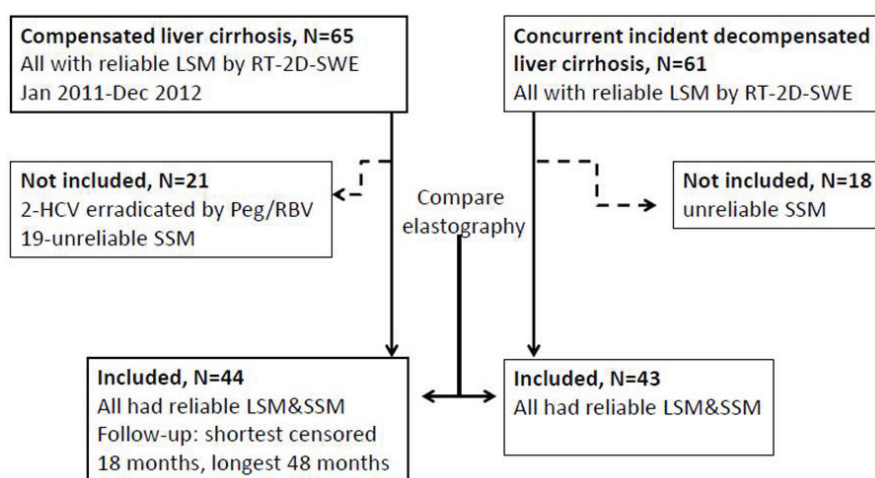 Compensated liver cirrhosis, N=65
All with reliable LSM by RT-2D-SWE
Jan 2011-Dec 2012
Concurrent incident decompensated
liver cirrhosis, N=61
All with reliable LSM by RT-2D-SWE
Not included, N=21
2-HCV erradicated by Peg/RBV
19-unreliable SSM
Compare
elastography
Not included, N=18
unreliable SSM
Included, N=44
All had reliable LSM&SSM
Follow-up: shortest censored
18 months, longest 48 months
Included, N=43
All had reliable LSM&SSM